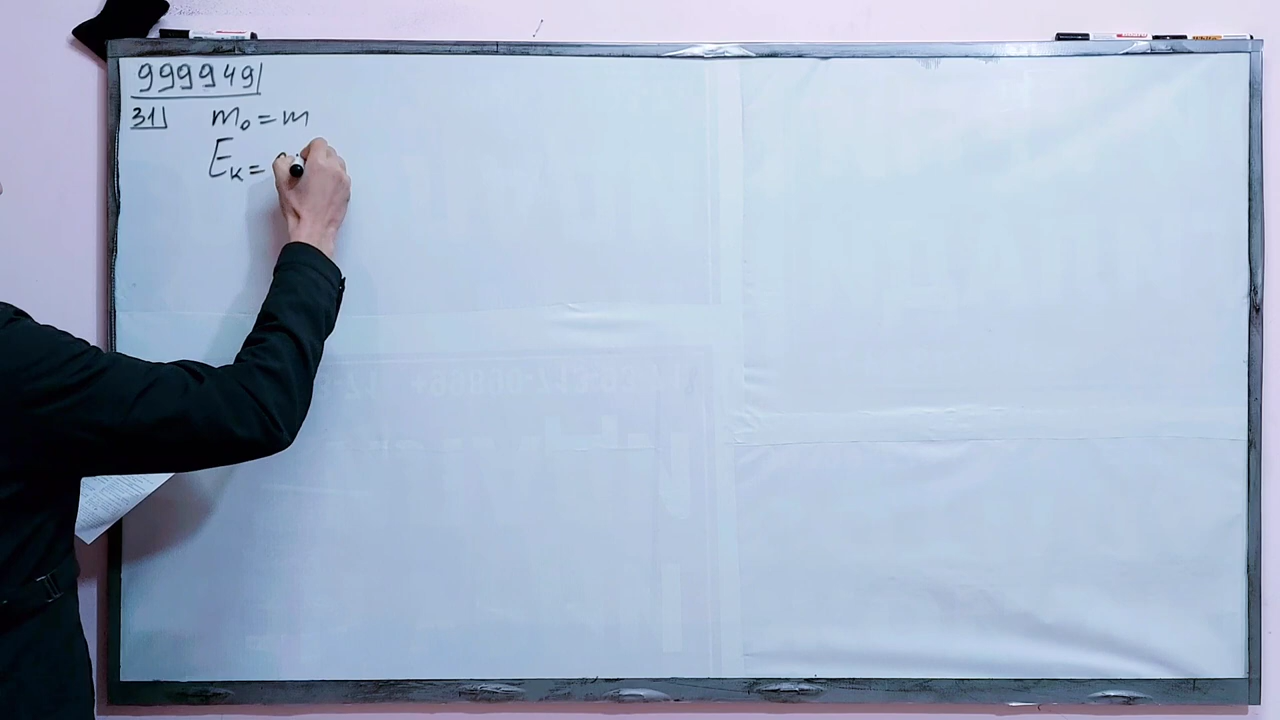 999949
31
m₀ = m
Eₖ =